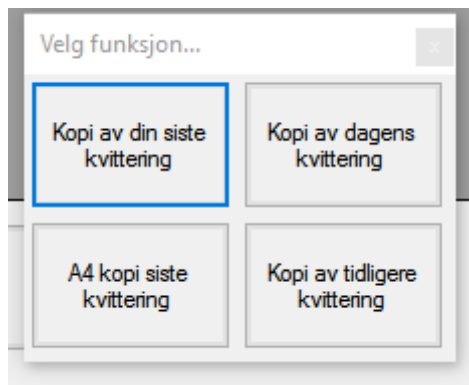 Velg funksjon...
x
Kopi av din siste
kvittering
Kopi av dagens
kvittering
A4 kopi siste
kvittering
Kopi av tidligere
kvittering